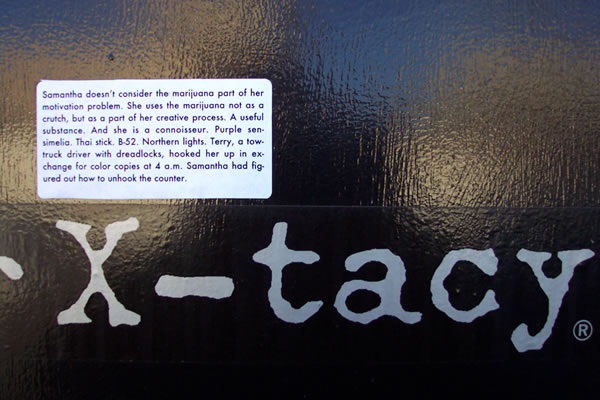 Samantha doesn't consider the marijuana part of her
motivation problem. She uses the marijuana not as a
crutch, but as a part of her creative process. A useful
substance. And she is a connoisseur. Purple sen-
simelia. Thai stick. B-52. Northern lights. Terry, a tow-
truck driver with dreadlocks, hooked her up in ex-
change for color copies at 4 a.m. Samantha had fig-
ured out how to unhook the counter.
-X-tacy®